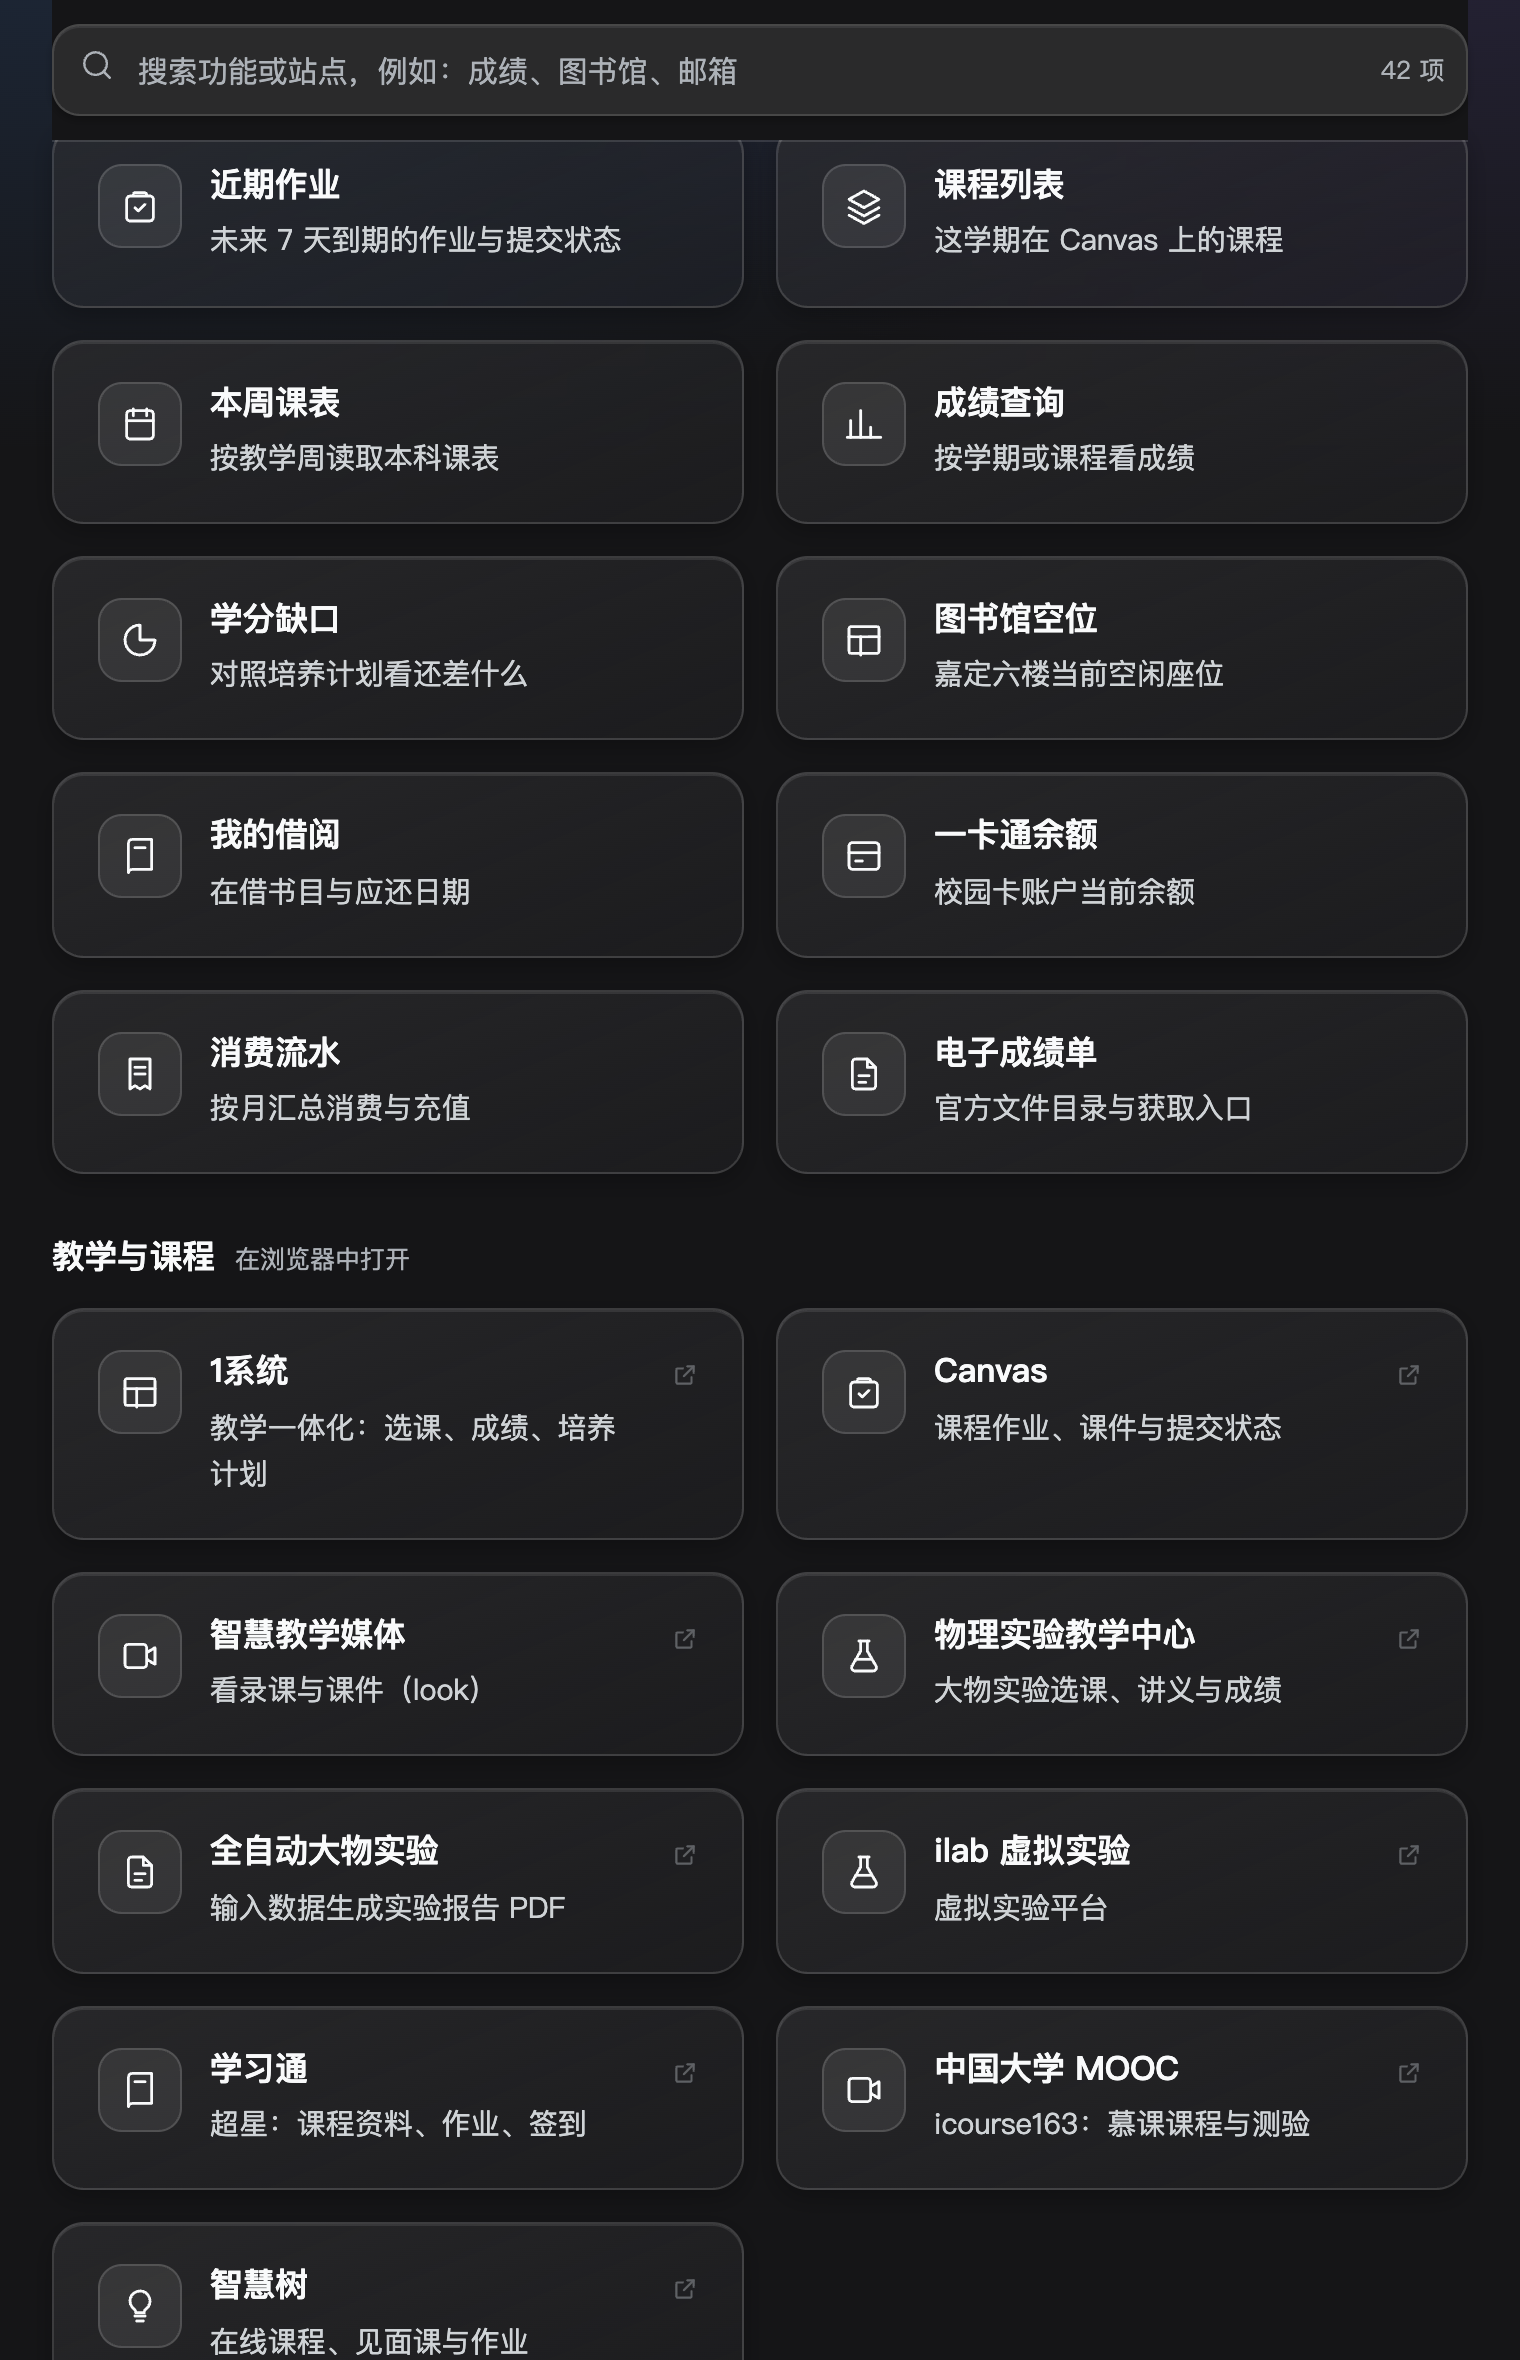 搜索功能或站点，例如：成绩、图书馆、邮箱
42 项
近期作业
未来 7 天到期的作业与提交状态
课程列表
这学期在 Canvas 上的课程
本周课表
按教学周读取本科课表
成绩查询
按学期或课程看成绩
学分缺口
对照培养计划看还差什么
图书馆空位
嘉定六楼当前空闲座位
我的借阅
在借书目与应还日期
一卡通余额
校园卡账户当前余额
消费流水
按月汇总消费与充值
电子成绩单
官方文件目录与获取入口
教学与课程 在浏览器中打开
1系统
教学一体化：选课、成绩、培养
计划
Canvas
课程作业、课件与提交状态
智慧教学媒体
看录课与课件（look）
物理实验教学中心
大物实验选课、讲义与成绩
全自动大物实验
输入数据生成实验报告 PDF
ilab 虚拟实验
虚拟实验平台
学习通
超星：课程资料、作业、签到
中国大学 MOOC
icourse163：慕课课程与测验
智慧树
在线课程、见面课与作业